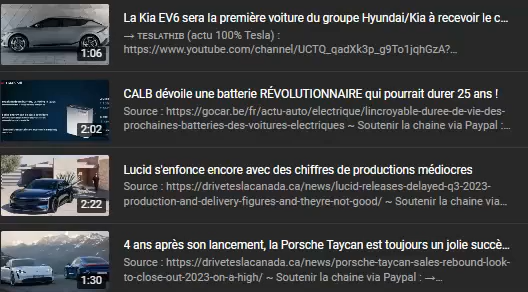 La Kia EV6 sera la première voiture du groupe Hyundai/Kia à recevoir le c...
→ TESLATHIB (actu 100% Tesla) :
https://www.youtube.com/channel/UCTQ_qadXk3p_g9To1jqhGzA?...
1:06
CALB dévoile une batterie RÉVOLUTIONNAIRE qui pourrait durer 25 ans !
Source : https://gocar.be/fr/actu-auto/electrique/lincroyable-duree-de-vie-des-
prochaines-batteries-des-voitures-electriques ~ Soutenir la chaine via Paypal :...
2:02
Lucid s'enfonce encore avec des chiffres de productions médiocres
Source : https://driveteslacanada.ca/news/lucid-releases-delayed-q3-2023-
production-and-delivery-figures-and-theyre-not-good/ ~ Soutenir la chaine via...
2:22
4 ans après son lancement, la Porsche Taycan est toujours un jolie succè...
Source : https://driveteslacanada.ca/news/porsche-taycan-sales-rebound-look-
to-close-out-2023-on-a-high/ ~ Soutenir la chaine via Paypal : →...
1:30